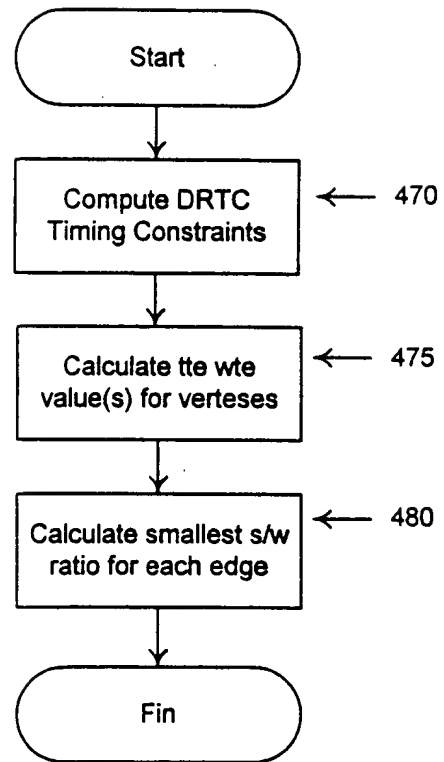 Start
Compute DRTC
Timing Constraints
470
Calculate tte wte
value(s) for verteses
475
Calculate smallest s/w
ratio for each edge
480
Fin